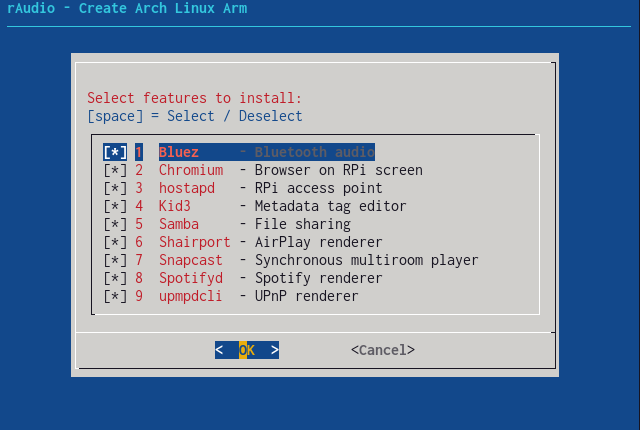 rAudio - Create Arch Linux Arm
Select features to install:
[space] = Select / Deselect
[*] 1 Bluez - Bluetooth audio
[*] 2 Chromium - Browser on RPi screen
[*] 3 hostapd - RPi access point
[*] 4 Kid3 - Metadata tag editor
[*] 5 Samba - File sharing
[*] 6 Shairport - AirPlay renderer
[*] 7 Snapcast - Synchronous multiroom player
[*] 8 Spotifyd - Spotify renderer
[*] 9 upmpdcli - UPnP renderer
< OK > <Cancel>